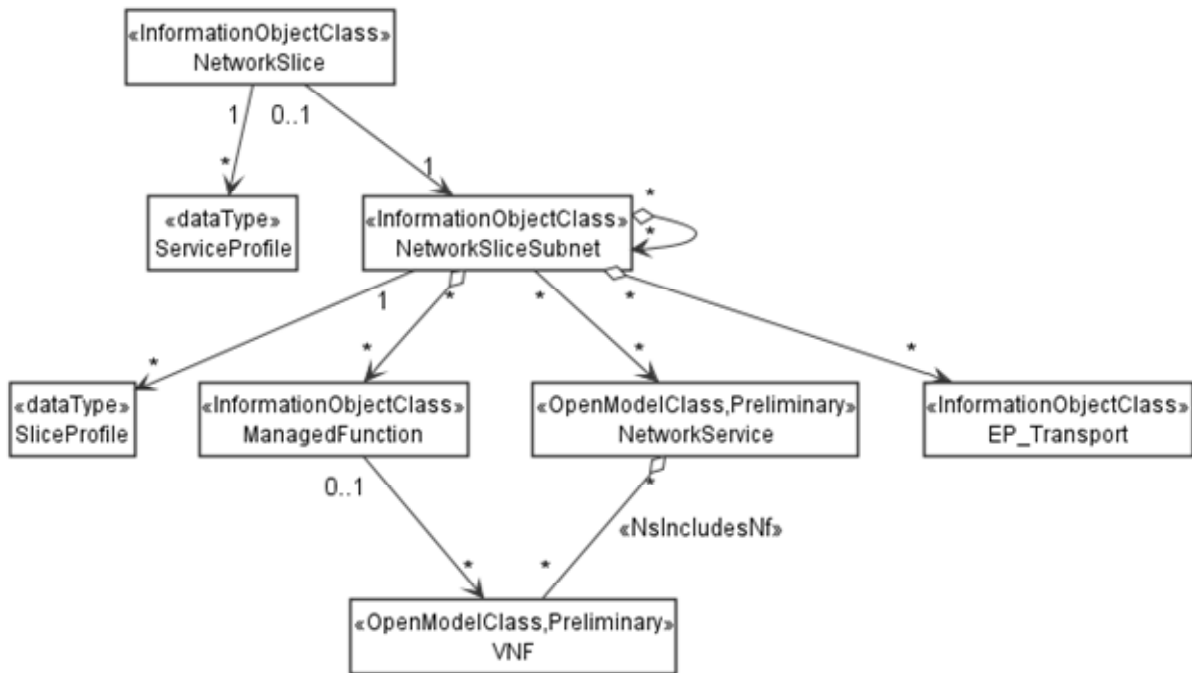 «InformationObjectClass»
NetworkSlice
1
0..1
*
1
«dataType»
ServiceProfile
«InformationObjectClass»
NetworkSliceSubnet
*
*
1
*
*
*
*
*
*
*
«dataType»
SliceProfile
«InformationObjectClass»
ManagedFunction
«OpenModelClass,Preliminary»
NetworkService
«InformationObjectClass»
EP_Transport
0..1
*
«NsIncludesNf»
*
*
«OpenModelClass,Preliminary»
VNF